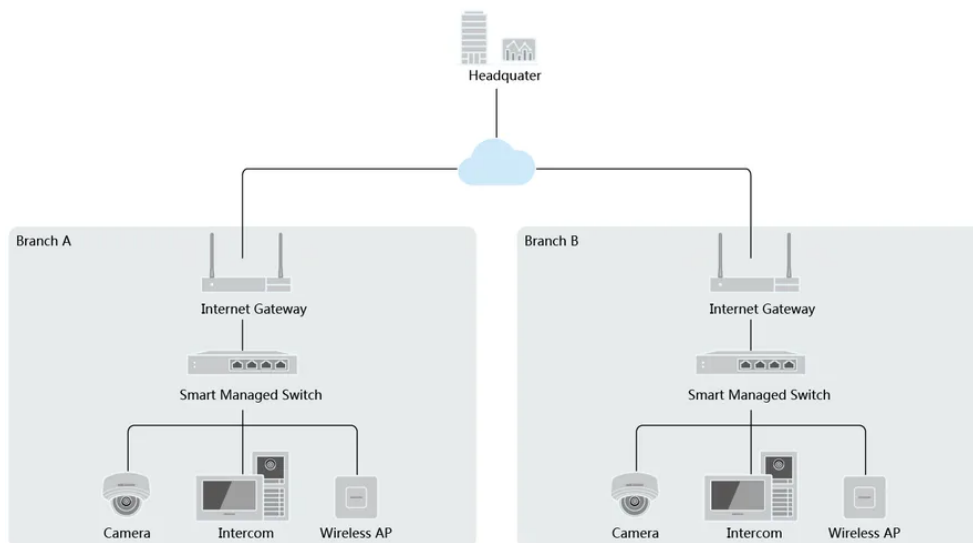 Headquater
Branch A
Branch B
Internet Gateway
Internet Gateway
Smart Managed Switch
Smart Managed Switch
Camera
Intercom
Wireless AP
Camera
Intercom
Wireless AP